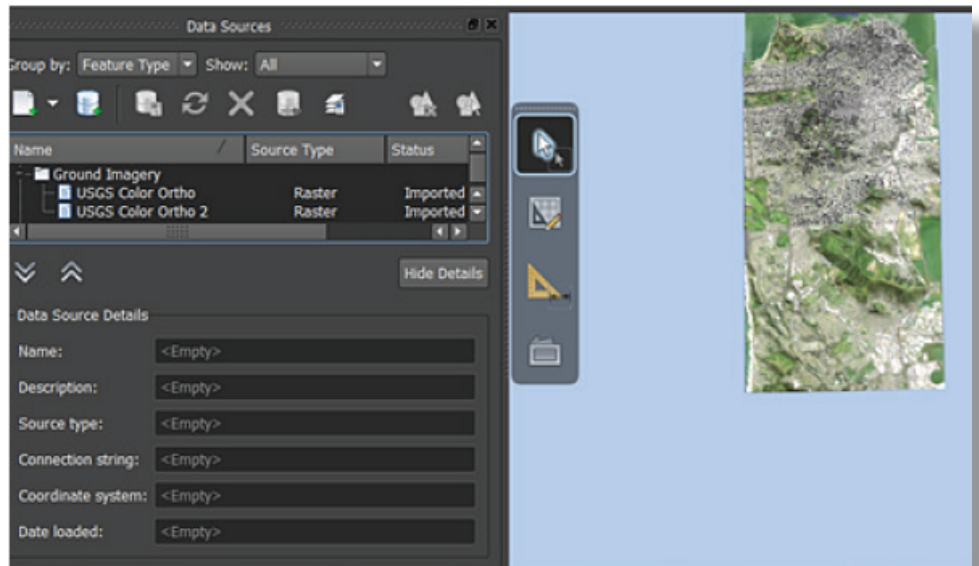 Data Sources
Group by: Feature Type Show: All
Name Source Type Status
Ground Imagery
USGS Color Ortho Raster Imported
USGS Color Ortho 2 Raster Imported
Hide Details
Data Source Details
Name: <Empty>
Description: <Empty>
Source type: <Empty>
Connection string: <Empty>
Coordinate system: <Empty>
Date loaded: <Empty>